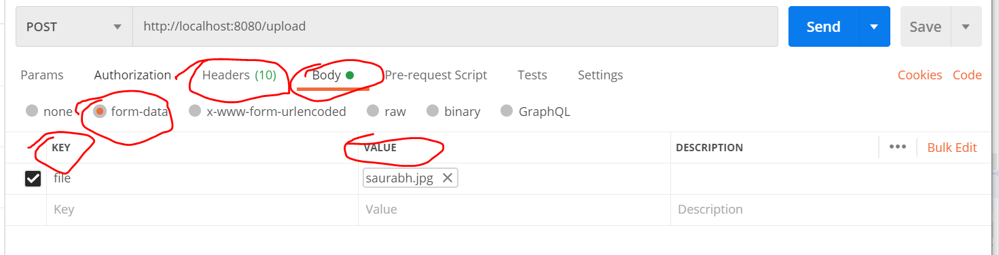 POST http://localhost:8080/upload Send Save
Params Authorization Headers (10) Body Pre-request Script Tests Settings Cookies Code
none form-data x-www-form-urlencoded raw binary GraphQL
KEY VALUE DESCRIPTION ••• Bulk Edit
file saurabh.jpg ✕
Key Value Description